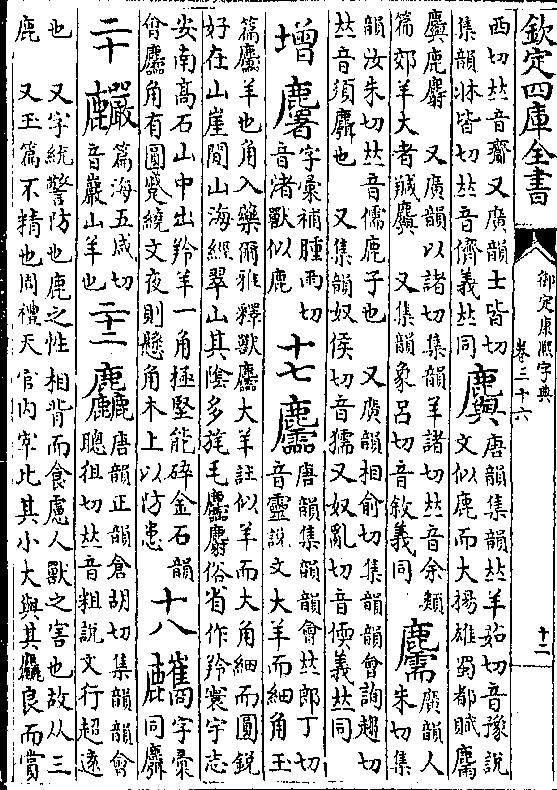 欽定四庫全書
御定康熙字典
卷三十六
十二
西切𠀤音齎又廣韻士皆切
集韻牀皆切𠀤音儕義𠀤同
麌唐韻集韻𠀤羊茹切音豫說
文似鹿而大揚雄蜀都賦麢
麌鹿麝 又廣韻以諸切集韻羊諸切𠀤音余類
篇郊羊大者 又集韻象呂切音敘義同
麛廣韻人朱切集
韻汝朱切𠀤音儒鹿子也 又廣韻相俞切集韻韻會詢趨切
𠀤音須麛也 又集韻奴侯切音獳又奴亂切音偄義𠀤同
增 字彙補腫雨切
音渚獸似鹿
十七 麢唐韻集韻韻會𠀤郎丁切
音靈說文大羊而細角玉
篇麢羊也角入藥爾雅釋獸麢大羊註似羊而大角細而圓銳
好在山崖間山海經翠山其陰多旄毛麢麝俗省作羚寰宇志
安南高石山中出羚羊一角極堅能碎金石韻
會麢角有圓蹙繞文夜則懸角木上以防患
十八 字彙
同麝
二十 篇海五咸切
音巖山羊也
二十二 麤唐韻正韻倉胡切集韻韻會
聰徂切𠀤音粗說文行超遠
也 又字統警防也鹿之性相背而食慮人獸之害也故从三
鹿 又玉篇不精也周禮天官內宰比其小大與其麤良而賞